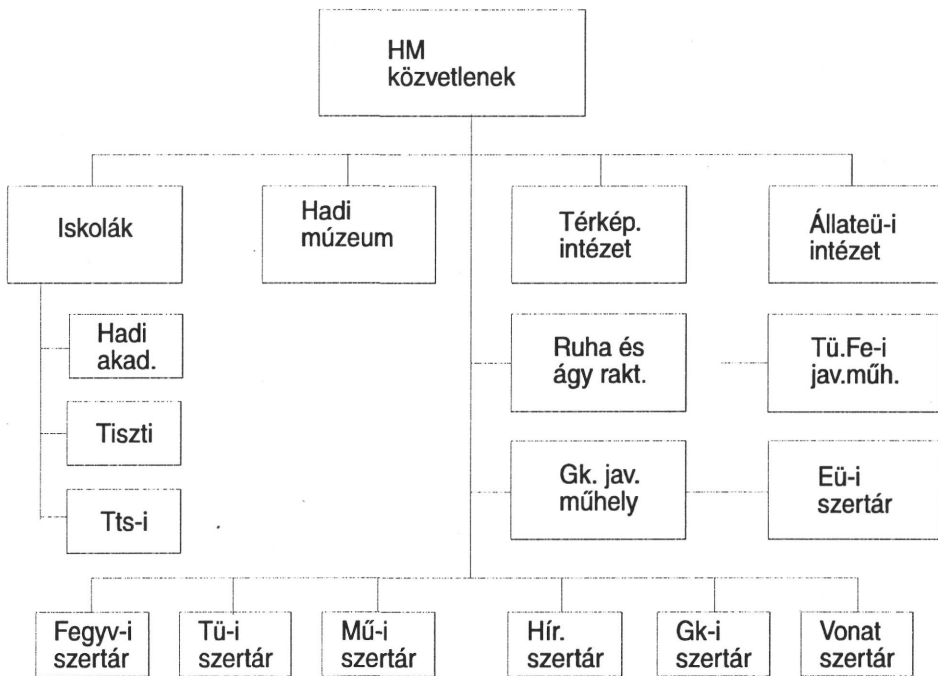 HM
közvetlenek
Iskolák
Hadi
múzeum
Térkép.
intézet
Állateü-i
intézet
Hadi
akad.
Ruha és
ágy rakt.
Tü.Fe-i
jav.műh.
Tiszti
Gk. jav.
műhely
Eü-i
szertár
Tts-i
Fegyv-i
szertár
Tü-i
szertár
Mű-i
szertár
Hír.
szertár
Gk-i
szertár
Vonat
szertár